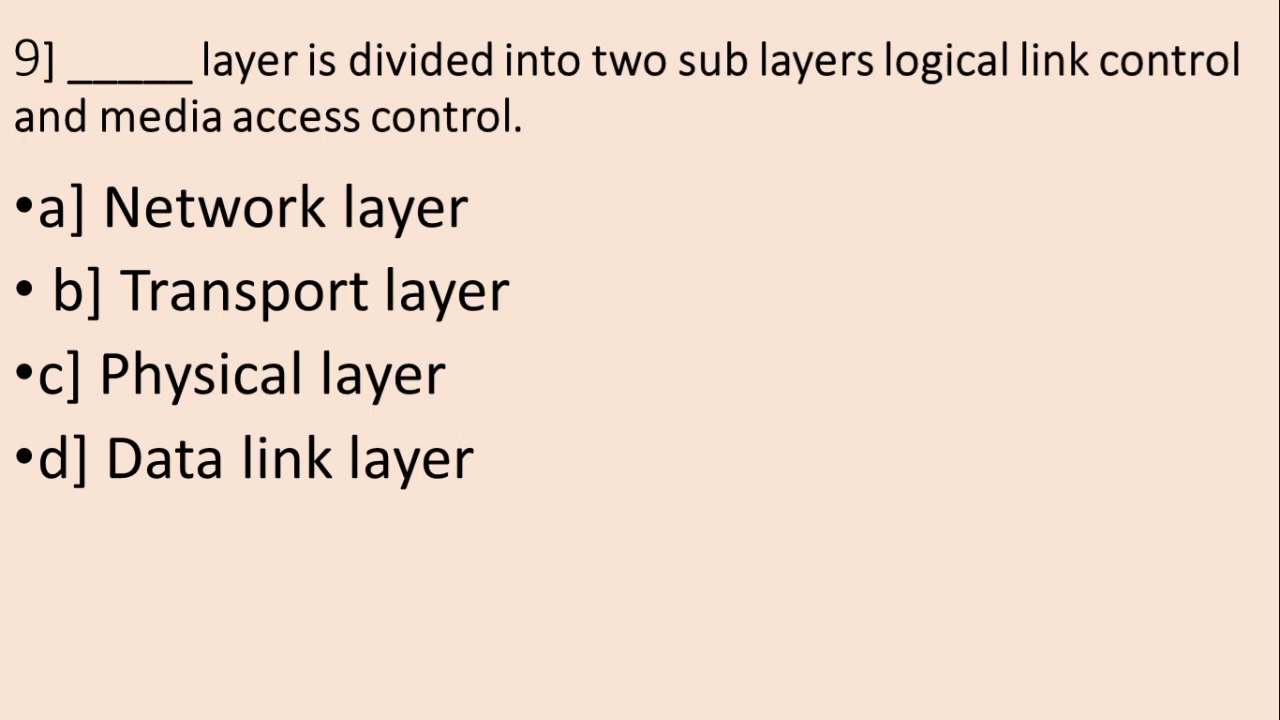 9] _____ layer is divided into two sub layers logical link control
and media access control.
•a] Network layer
• b] Transport layer
•c] Physical layer
•d] Data link layer